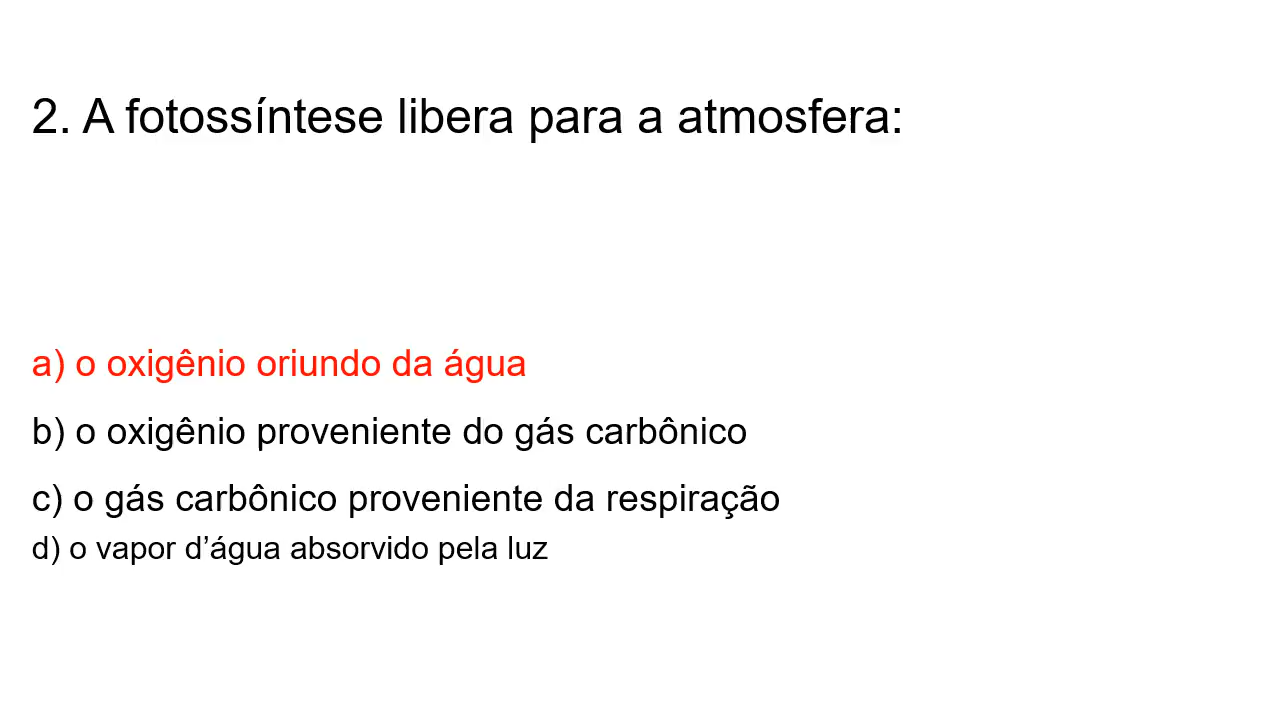 2. A fotossíntese libera para a atmosfera:
a) o oxigênio oriundo da água
b) o oxigênio proveniente do gás carbônico
c) o gás carbônico proveniente da respiração
d) o vapor d’água absorvido pela luz